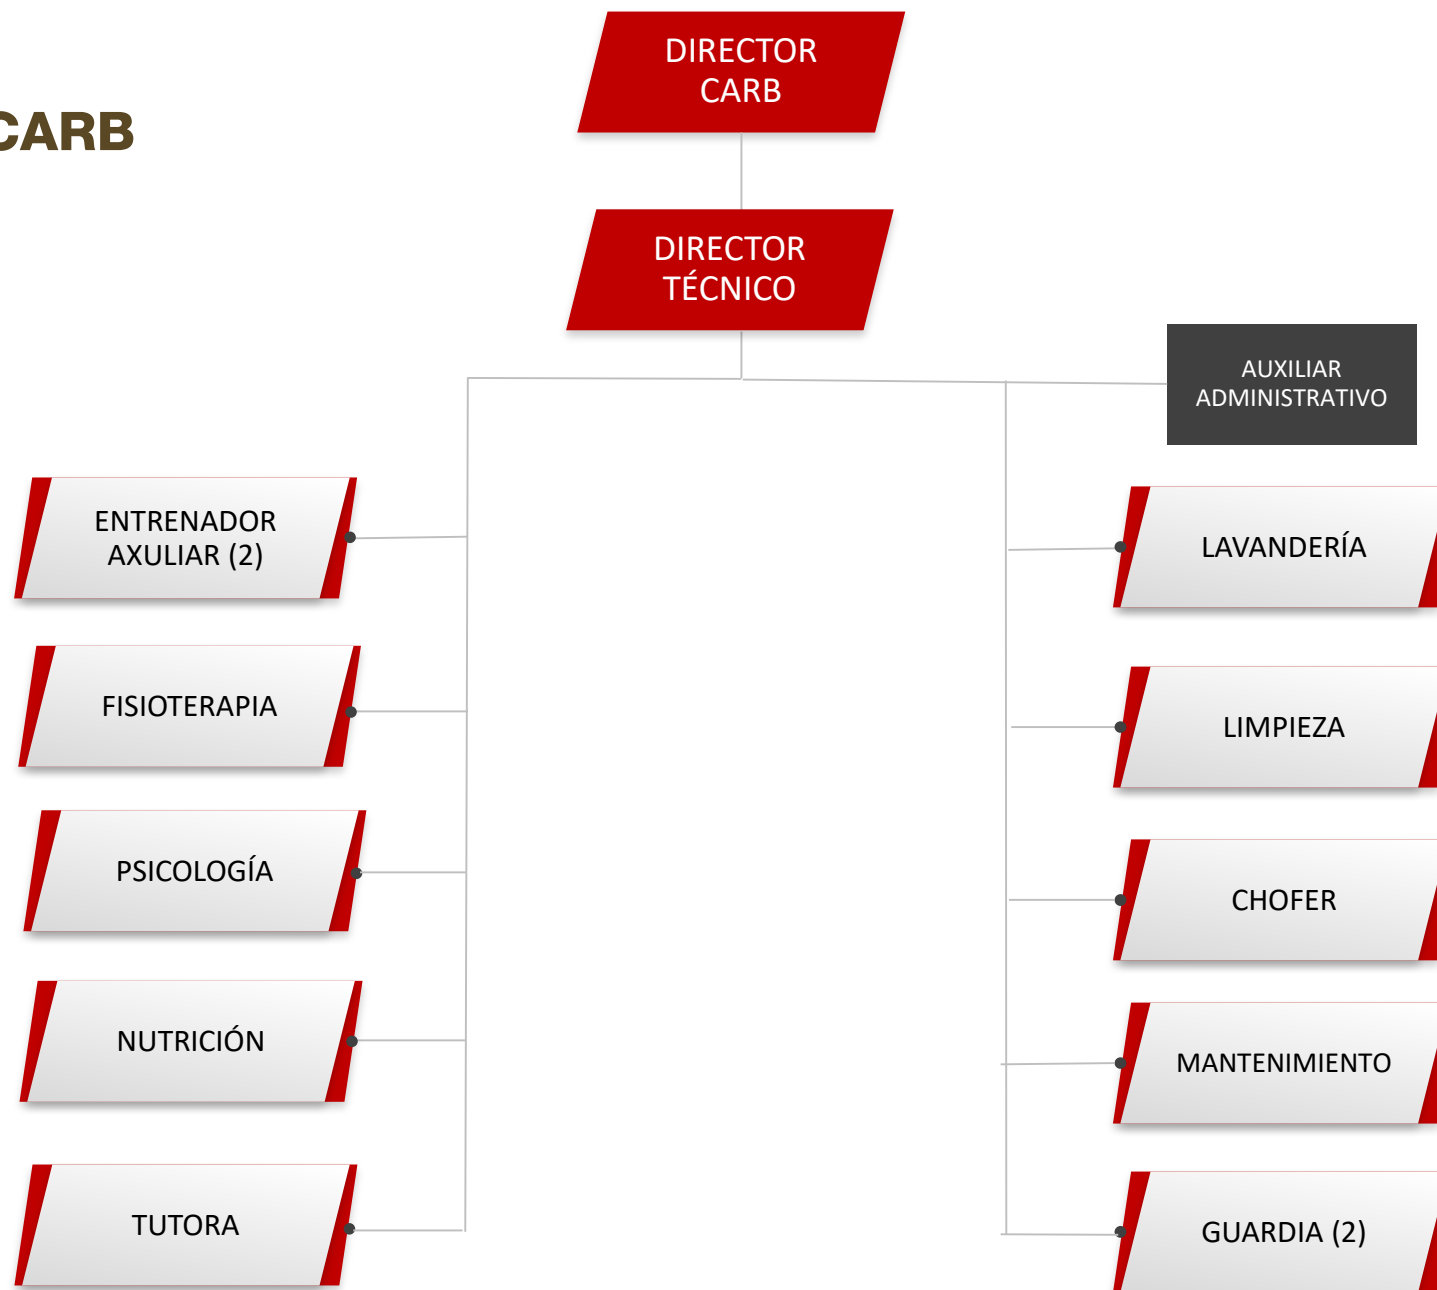 CARB
DIRECTOR
CARB
DIRECTOR
TÉCNICO
AUXILIAR
ADMINISTRATIVO
ENTRENADOR
AXULIAR (2)
FISIOTERAPIA
PSICOLOGÍA
NUTRICIÓN
TUTORA
LAVANDERÍA
LIMPIEZA
CHOFER
MANTENIMIENTO
GUARDIA (2)